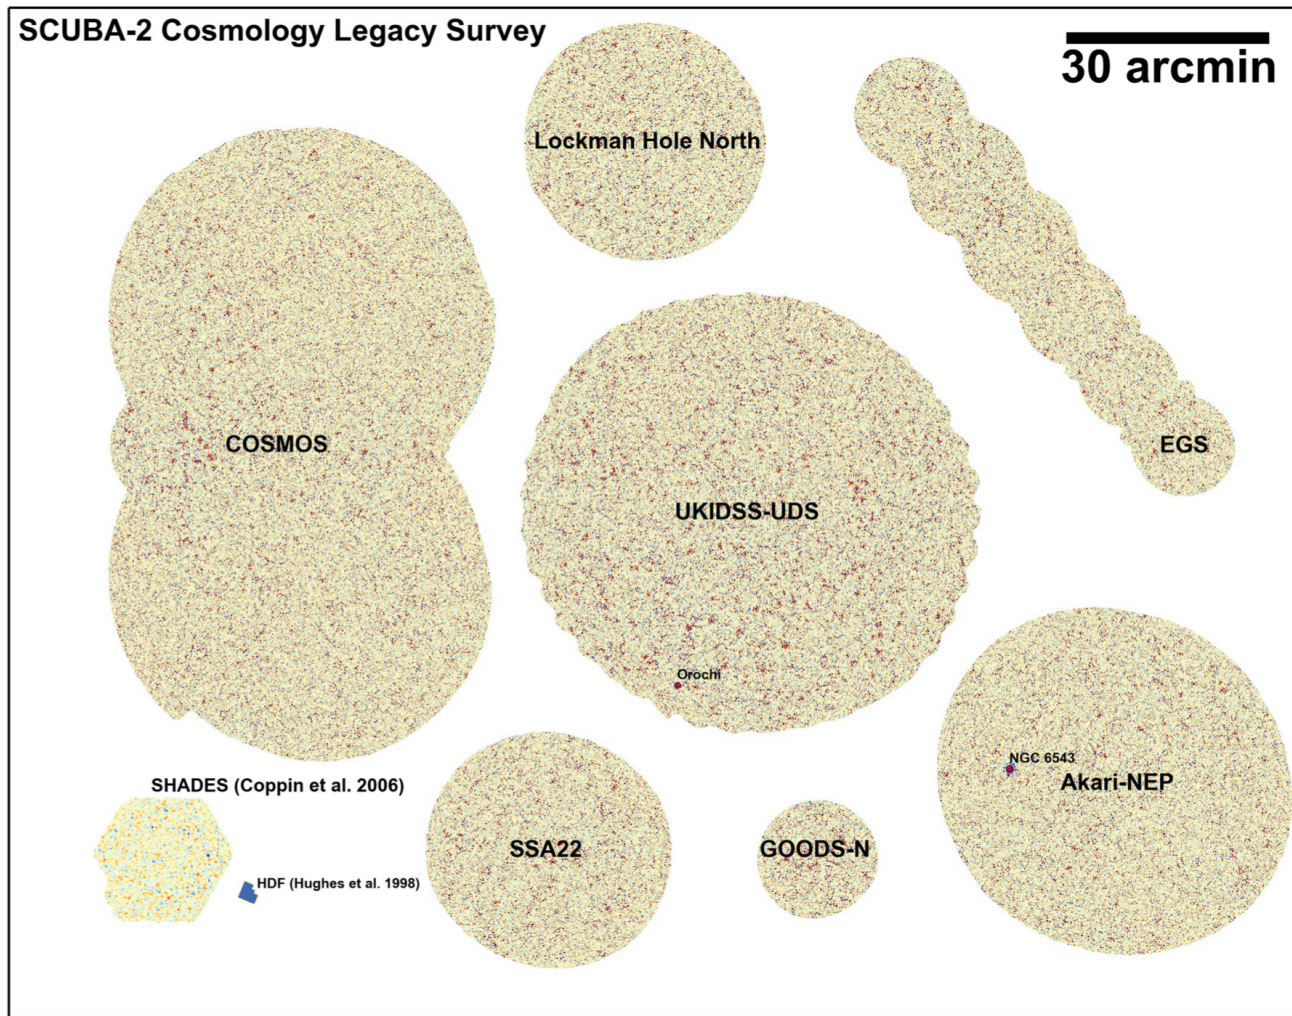 SCUBA-2 Cosmology Legacy Survey
30 arcmin
Lockman Hole North
COSMOS
EGS
UKIDSS-UDS
Orochi
NGC 6543
Akari-NEP
SHADES (Coppin et al. 2006)
SSA22
GOODS-N
HDF (Hughes et al. 1998)